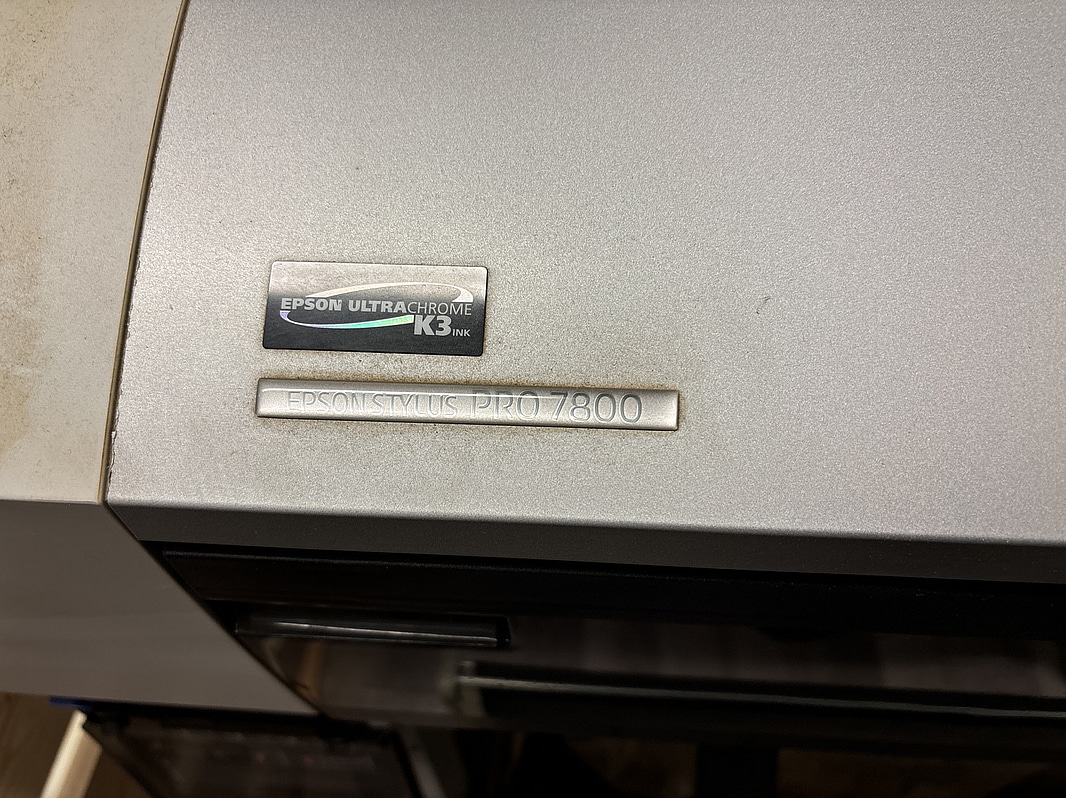 EPSON ULTRACHROME
K3 INK
EPSON STYLUS PRO 7800